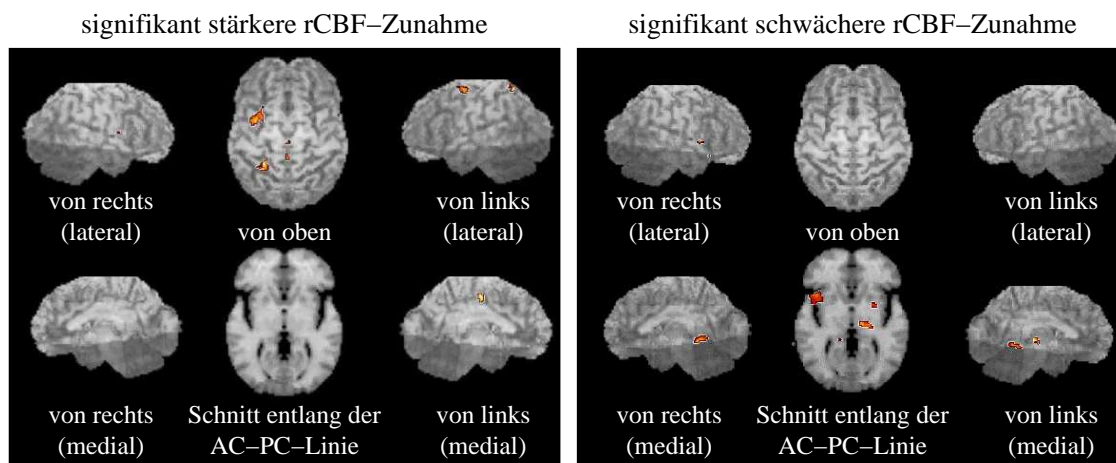 signifikant stärkere rCBF–Zunahme
von rechts
(lateral)
von oben
von links
(lateral)
von rechts
(medial)
Schnitt entlang der
AC–PC–Linie
von links
(medial)
signifikant schwächere rCBF–Zunahme
von rechts
(lateral)
von oben
von links
(lateral)
von rechts
(medial)
Schnitt entlang der
AC–PC–Linie
von links
(medial)